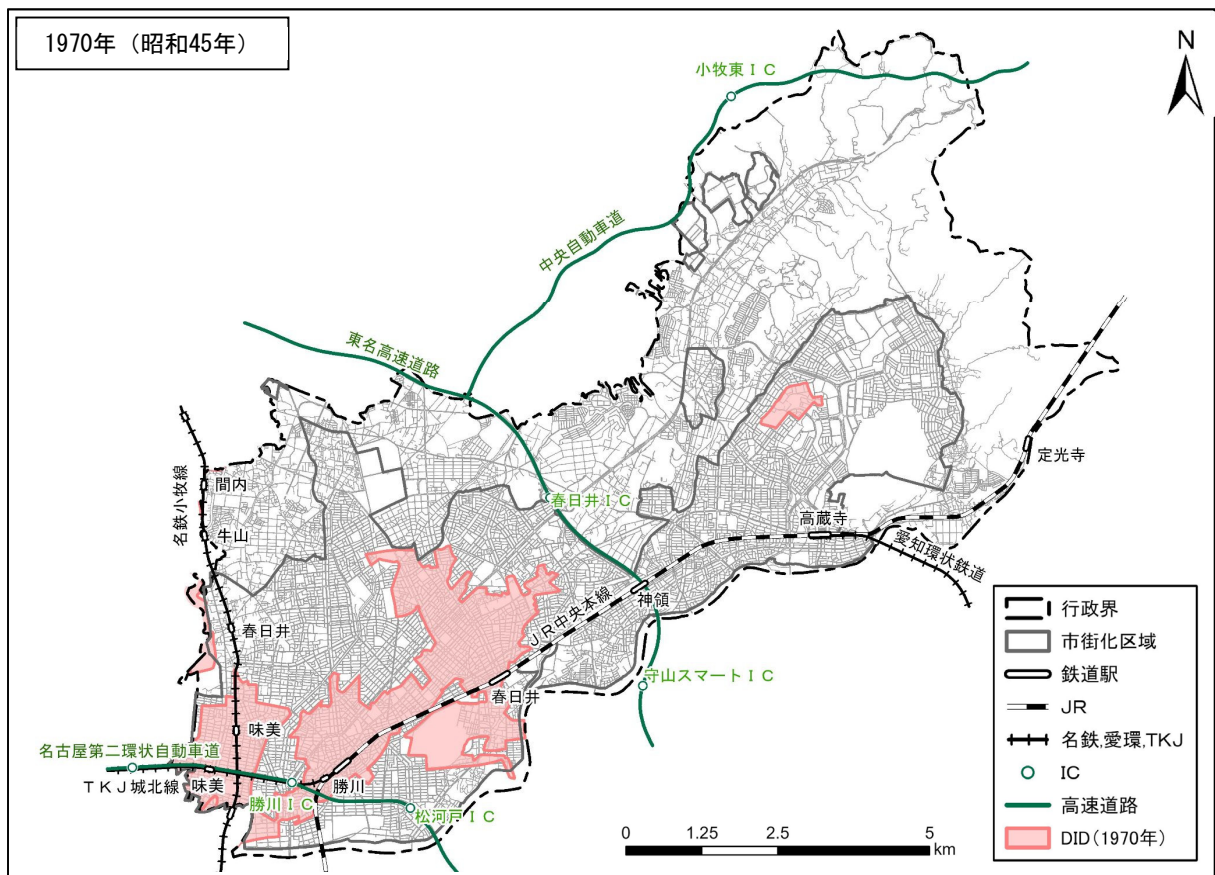 1970年（昭和45年）
N
小牧東ＩＣ
中央自動車道
東名高速道路
名鉄小牧線
間内
牛山
春日井ＩＣ
定光寺
高蔵寺
愛知環状鉄道
神領
ＪＲ中央本線
春日井
守山スマートＩＣ
春日井
味美
名古屋第二環状自動車道
ＴＫＪ城北線
味美
勝川
勝川ＩＣ
松河戸ＩＣ
0
1.25
2.5
5
km
行政界
市街化区域
鉄道駅
JR
名鉄,愛環,TKJ
IC
高速道路
DID（1970年）